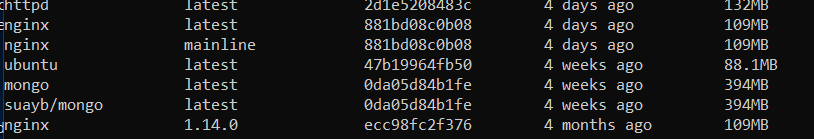 httpd latest 2d1e5208483c 4 days ago 132MB
nginx latest 881bd08c0b08 4 days ago 109MB
nginx mainline 881bd08c0b08 4 days ago 109MB
ubuntu latest 47b19964fb50 4 weeks ago 88.1MB
mongo latest 0da05d84b1fe 4 weeks ago 394MB
suayb/mongo latest 0da05d84b1fe 4 weeks ago 394MB
nginx 1.14.0 ecc98fc2f376 4 months ago 109MB